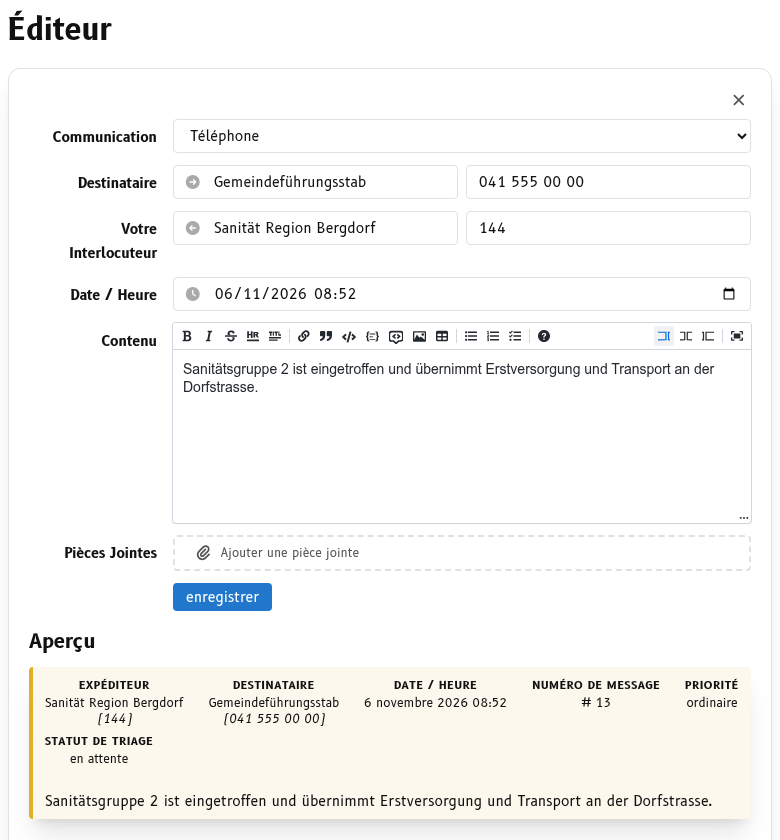 Éditeur
Communication
Téléphone
Destinataire
Gemeindeführungsstab
041 555 00 00
Votre
Interlocuteur
Sanität Region Bergdorf
144
Date / Heure
06/11/2026 08:52
Contenu
B I S HR TITL
Sanitätsgruppe 2 ist eingetroffen und übernimmt Erstversorgung und Transport an der
Dorfstrasse.
Pièces Jointes
Ajouter une pièce jointe
enregistrer
Aperçu
EXPÉDITEUR DESTINATAIRE DATE / HEURE NUMÉRO DE MESSAGE PRIORITÉ
Sanität Region Bergdorf Gemeindeführungsstab 6 novembre 2026 08:52 # 13 ordinaire
[144] [041 555 00 00]
STATUT DE TRIAGE
en attente
Sanitätsgruppe 2 ist eingetroffen und übernimmt Erstversorgung und Transport an der Dorfstrasse.